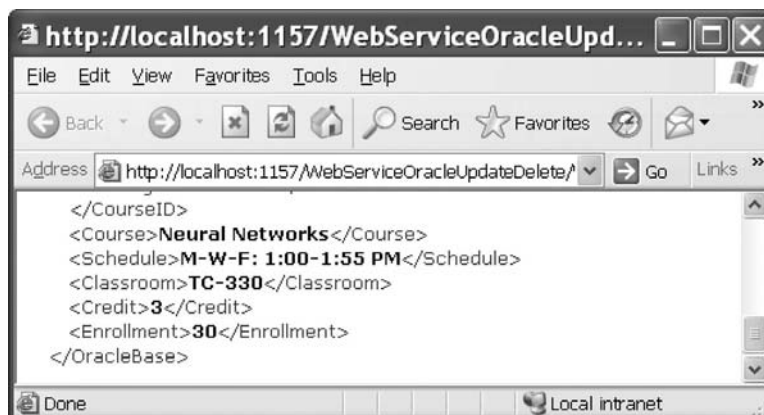 http://localhost:1157/WebServiceOracleUpd...
File Edit View Favorites Tools Help
Back Search Favorites »
Address http://localhost:1157/WebServiceOracleUpdateDelete/ Go Links »
</CourseID>
<Course>Neural Networks</Course>
<Schedule>M-W-F: 1:00-1:55 PM</Schedule>
<Classroom>TC-330</Classroom>
<Credit>3</Credit>
<Enrollment>30</Enrollment>
</OracleBase>
Done Local intranet